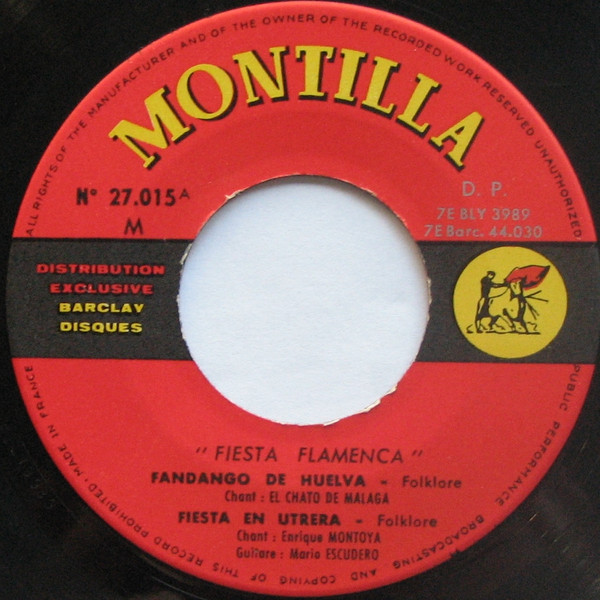 ALL RIGHTS OF THE MANUFACTURER AND OF THE OWNER OF THE RECORDED WORK RESERVED UNAUTHORIZED
PUBLIC PERFORMANCE BROADCASTING AND COPYING OF THIS RECORD PROHIBITED·MADE IN FRANCE
MONTILLA
Nº 27.015 A
M
D. P.
7E BLY 3989
7E Barc. 44.030
DISTRIBUTION
EXCLUSIVE
BARCLAY
DISQUES
"FIESTA FLAMENCA"
FANDANGO DE HUELVA - Folklore
Chant : EL CHATO DE MALAGA
FIESTA EN UTRERA - Folklore
Chant : Enrique MONTOYA
Guitare : Mario ESCUDERO